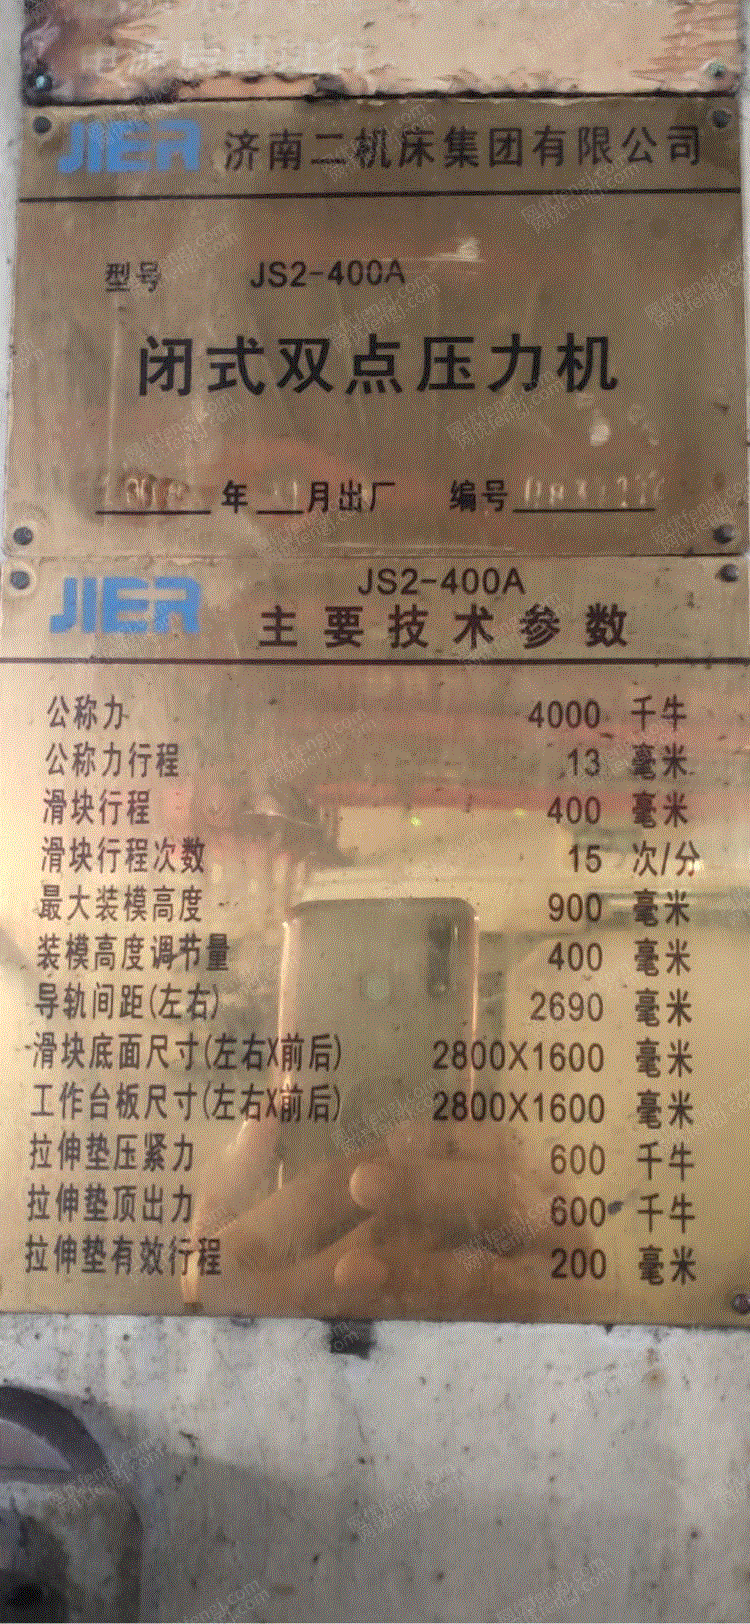 JIER 济南二机床集团有限公司
型号 JS2-400A
闭式双点压力机
年 月出厂 编号
JIER JS2-400A
主要技术参数
公称力 4000 千牛
公称力行程 13 毫米
滑块行程 400 毫米
滑块行程次数 15 次/分
最大装模高度 900 毫米
装模高度调节量 400 毫米
导轨间距(左右) 2690 毫米
滑块底面尺寸(左右X前后) 2800X1600 毫米
工作台板尺寸(左右X前后) 2800X1600 毫米
拉伸垫压紧力 600 千牛
拉伸垫顶出力 600 千牛
拉伸垫有效行程 200 毫米